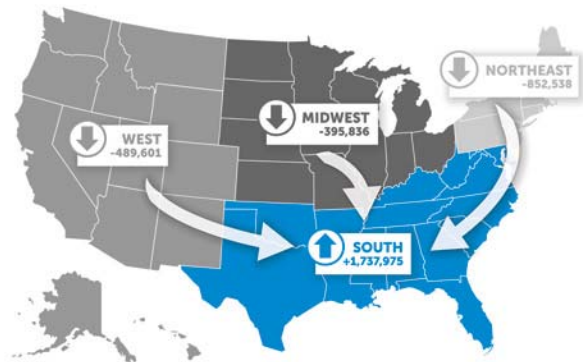 NORTHEAST
-852,538
MIDWEST
-395,836
WEST
-489,601
SOUTH
+1,737,975